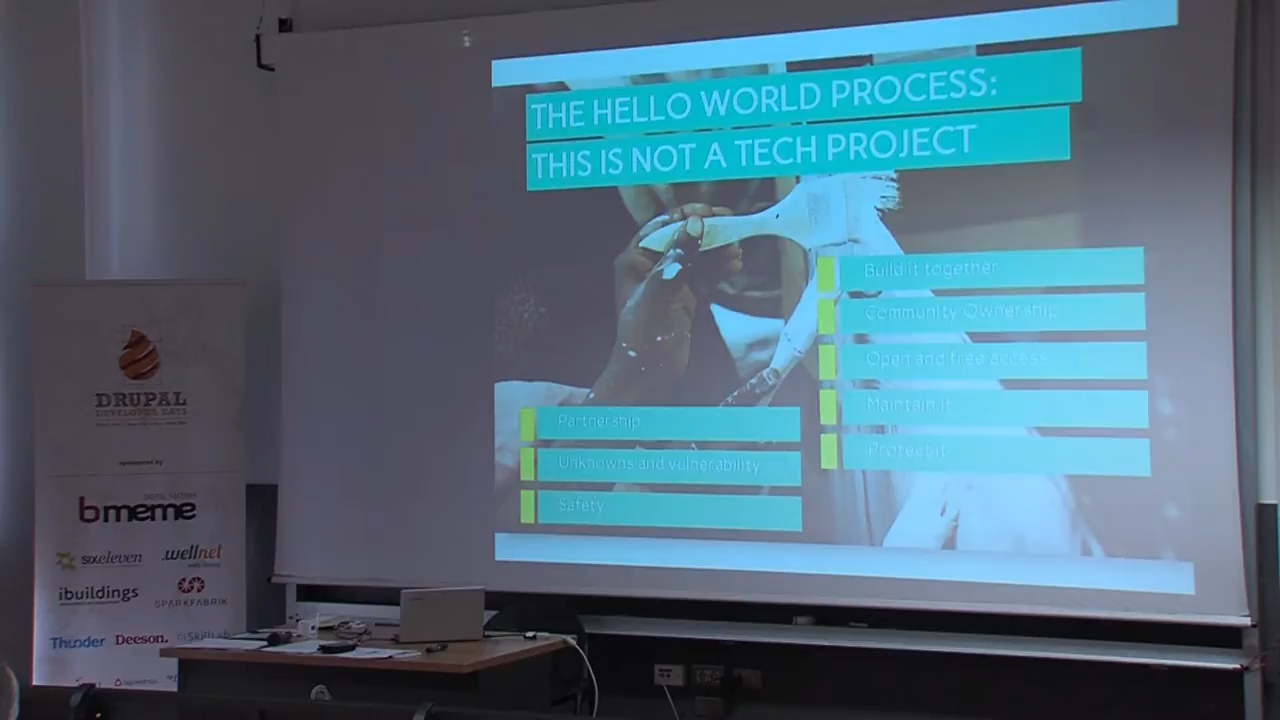 THE HELLO WORLD PROCESS:
THIS IS NOT A TECH PROJECT
Build it together
Community Ownership
Open and free access
Maintain it
Protect it
Partnership
Unknowns and vulnerability
Safety
DRUPAL
DEVELOPER DAYS
sponsored by
DIGITAL FACTORY
bmeme
sixeleven
.wellnet
ibuildings
SPARKFABRIK
Thunder
Deeson.
SkillLab